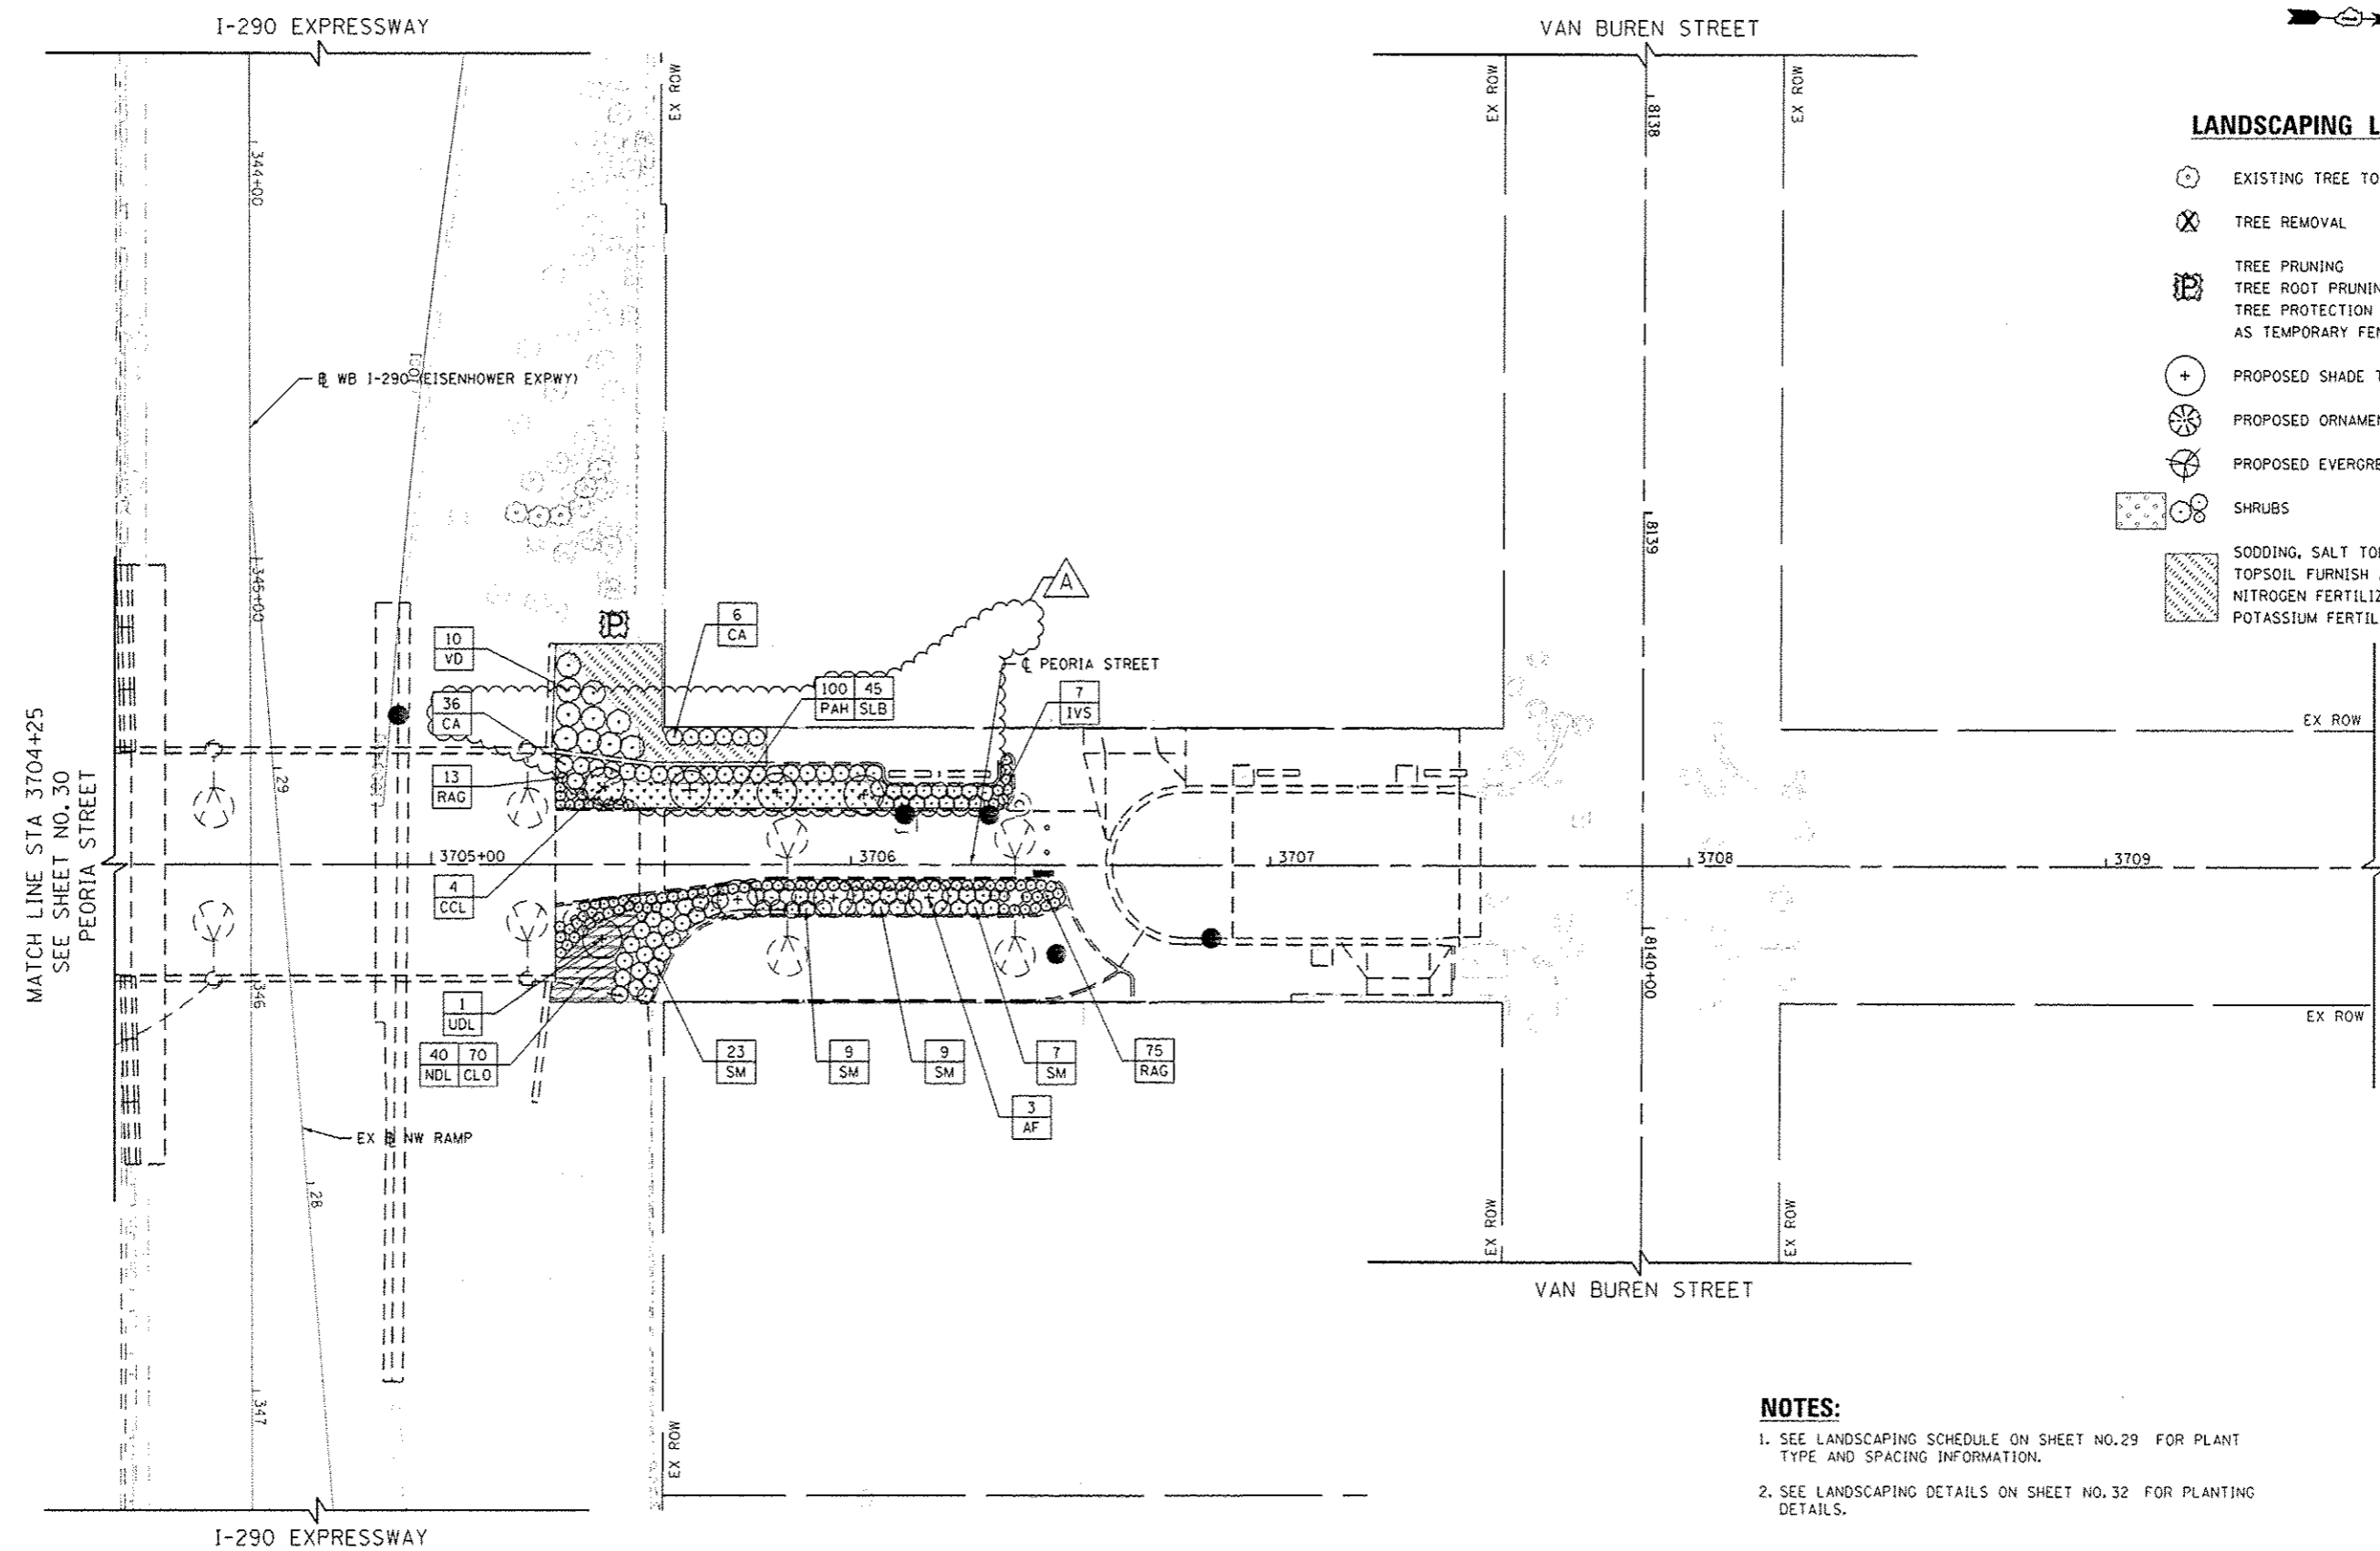 I-290 EXPRESSWAY
VAN BUREN STREET
EX ROW
EX ROW
EX ROW
8138
344+00
LANDSCAPING L
EXISTING TREE TO
X
TREE REMOVAL
P
TREE PRUNING
TREE ROOT PRUNIN
TREE PROTECTION
AS TEMPORARY FEN
PROPOSED SHADE T
PROPOSED ORNAMEN
PROPOSED EVERGRE
SHRUBS
SODDING, SALT TOL
TOPSOIL FURNISH
NITROGEN FERTILIZ
POTASSIUM FERTIL
℄ WB I-290 (EISENHOWER EXPWY)
101
8139
345+00
A
P
6
CA
10
VD
℄ PEORIA STREET
100 45
PAH SLB
7
IVS
36
CA
EX ROW
13
RAG
29
MATCH LINE STA 3704+25
SEE SHEET NO. 30
PEORIA STREET
3705+00
3706
3707
3708
3709
4
CCL
8140+00
346
1
UDL
EX ROW
40 70
NDL CLO
23
SM
9
SM
9
SM
7
SM
75
RAG
3
AF
EX ℄ NW RAMP
28
EX ROW
EX ROW
VAN BUREN STREET
347
EX ROW
NOTES:
1. SEE LANDSCAPING SCHEDULE ON SHEET NO.29 FOR PLANT
TYPE AND SPACING INFORMATION.
2. SEE LANDSCAPING DETAILS ON SHEET NO.32 FOR PLANTING
DETAILS.
I-290 EXPRESSWAY